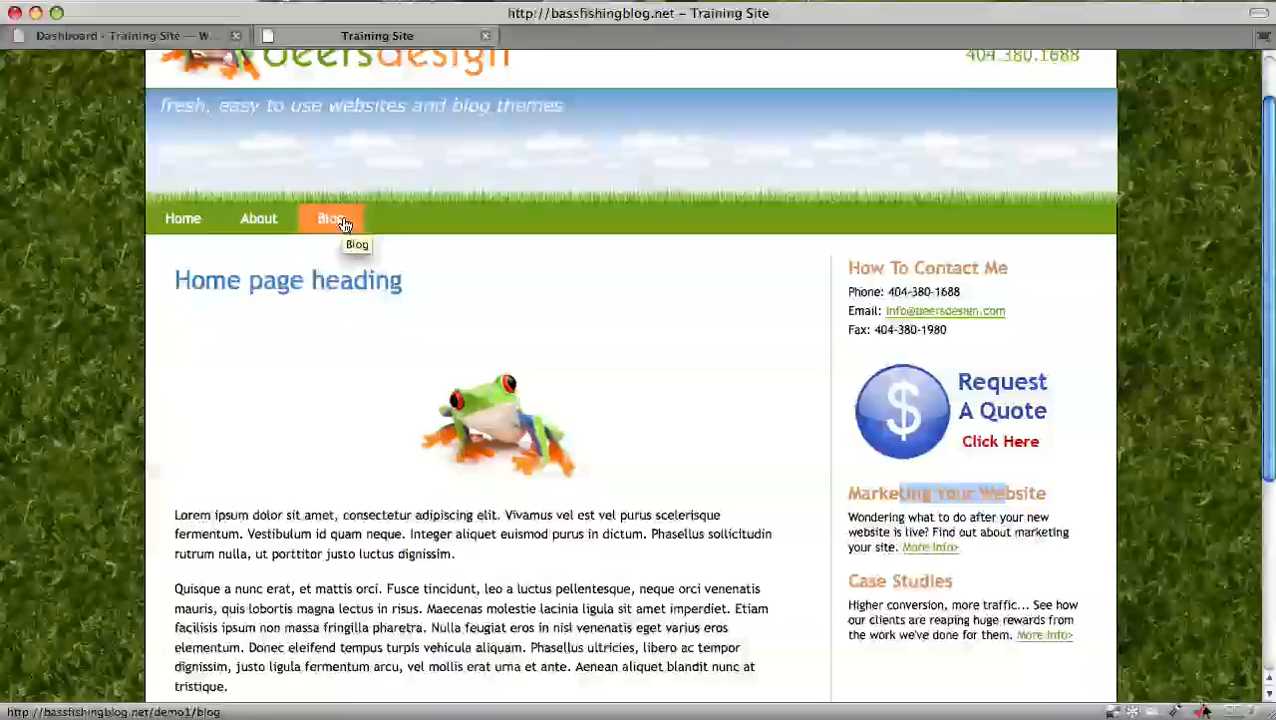 http://bassfishingblog.net – Training Site
Dashboard - Training Site — W...
Training Site
beersdesign
404.380.1688
fresh, easy to use websites and blog themes
Home
About
Blog
Blog
Home page heading
Lorem ipsum dolor sit amet, consectetur adipiscing elit. Vivamus vel est vel purus scelerisque
fermentum. Vestibulum id quam neque. Integer aliquet euismod purus in dictum. Phasellus sollicitudin
rutrum nulla, ut porttitor justo luctus dignissim.
Quisque a nunc erat, et mattis orci. Fusce tincidunt, leo a luctus pellentesque, neque orci venenatis
mauris, quis lobortis magna lectus in risus. Maecenas molestie lacinia ligula sit amet imperdiet. Etiam
facilisis ipsum non massa fringilla pharetra. Nulla feugiat eros in nisl venenatis eget varius eros
elementum. Donec eleifend tempus turpis vehicula aliquam. Phasellus ultricies, libero ac tempor
dignissim, justo ligula fermentum arcu, vel mollis erat urna et ante. Aenean aliquet blandit nunc at
tristique.
How To Contact Me
Phone: 404-380-1688
Email: info@beersdesign.com
Fax: 404-380-1980
$
Request
A Quote
Click Here
Marketing Your Website
Wondering what to do after your new
website is live? Find out about marketing
your site. More Info>
Case Studies
Higher conversion, more traffic... See how
our clients are reaping huge rewards from
the work we've done for them. More Info>
http://bassfishingblog.net/demo1/blog